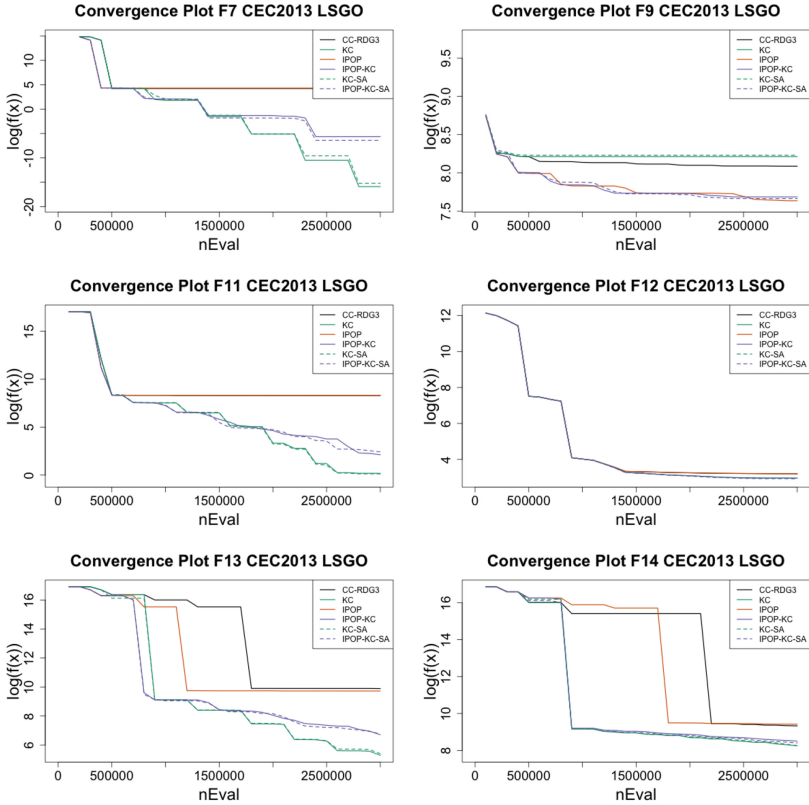 Convergence Plot F7 CEC2013 LSGO
log(f(x))
15
5
0
-10
-20
CC-RDG3
KC
IPOP
IPOP-KC
KC-SA
IPOP-KC-SA
0 500000 1500000 2500000
nEval
Convergence Plot F9 CEC2013 LSGO
log(f(x))
9.5
9.0
8.5
8.0
7.5
CC-RDG3
KC
IPOP
IPOP-KC
KC-SA
IPOP-KC-SA
0 500000 1500000 2500000
nEval
Convergence Plot F11 CEC2013 LSGO
log(f(x))
15
10
5
0
CC-RDG3
KC
IPOP
IPOP-KC
KC-SA
IPOP-KC-SA
0 500000 1500000 2500000
nEval
Convergence Plot F12 CEC2013 LSGO
log(f(x))
12
10
8
6
4
CC-RDG3
KC
IPOP
IPOP-KC
KC-SA
IPOP-KC-SA
0 500000 1500000 2500000
nEval
Convergence Plot F13 CEC2013 LSGO
log(f(x))
16
14
12
10
8
6
CC-RDG3
KC
IPOP
IPOP-KC
KC-SA
IPOP-KC-SA
0 500000 1500000 2500000
nEval
Convergence Plot F14 CEC2013 LSGO
log(f(x))
16
14
12
10
8
CC-RDG3
KC
IPOP
IPOP-KC
KC-SA
IPOP-KC-SA
0 500000 1500000 2500000
nEval